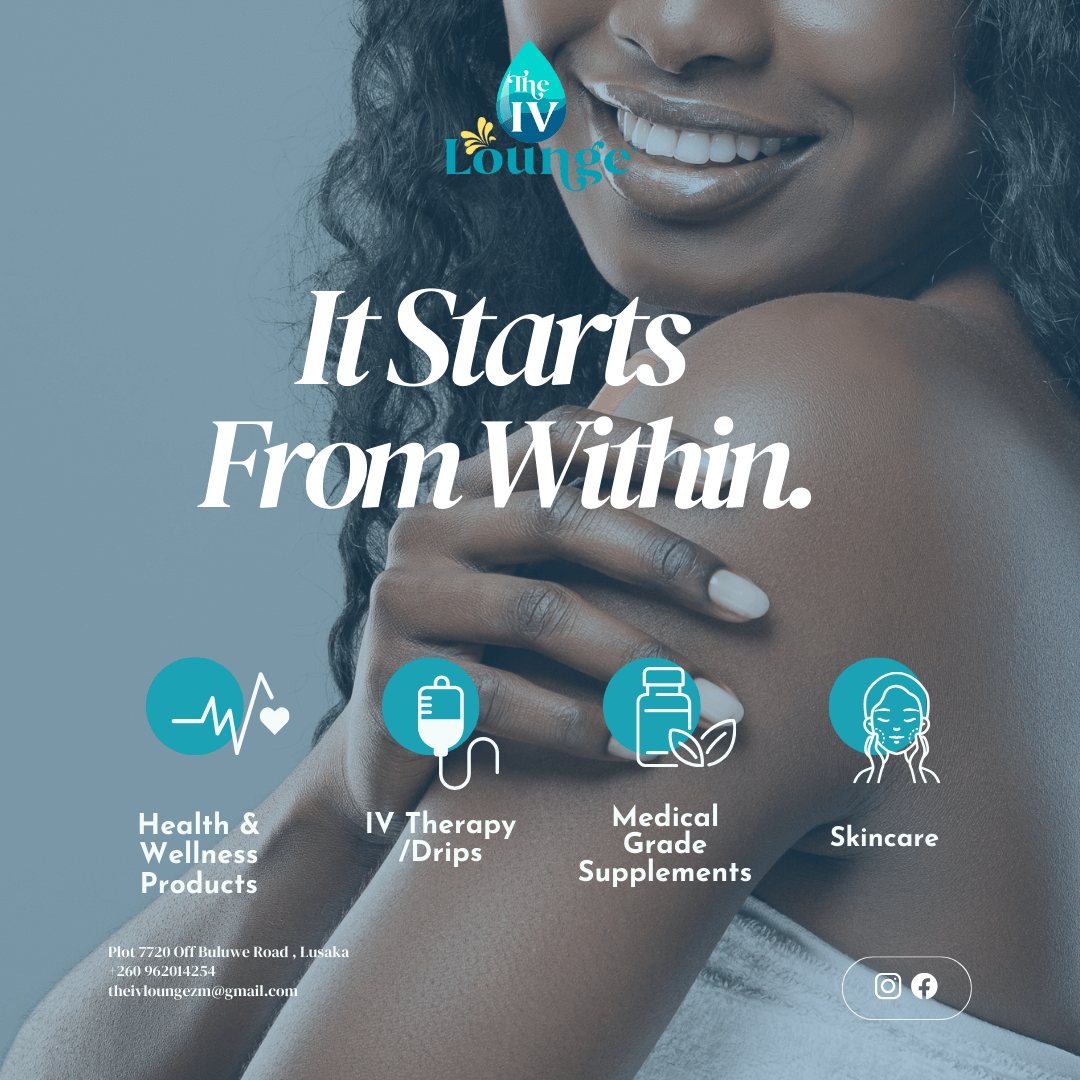 The
IV
Lounge
It Starts
From Within.
Health &
Wellness
Products
IV Therapy
/Drips
Medical
Grade
Supplements
Skincare
Plot 7720 Off Buluwe Road , Lusaka
+260 962014254
theivloungezm@gmail.com